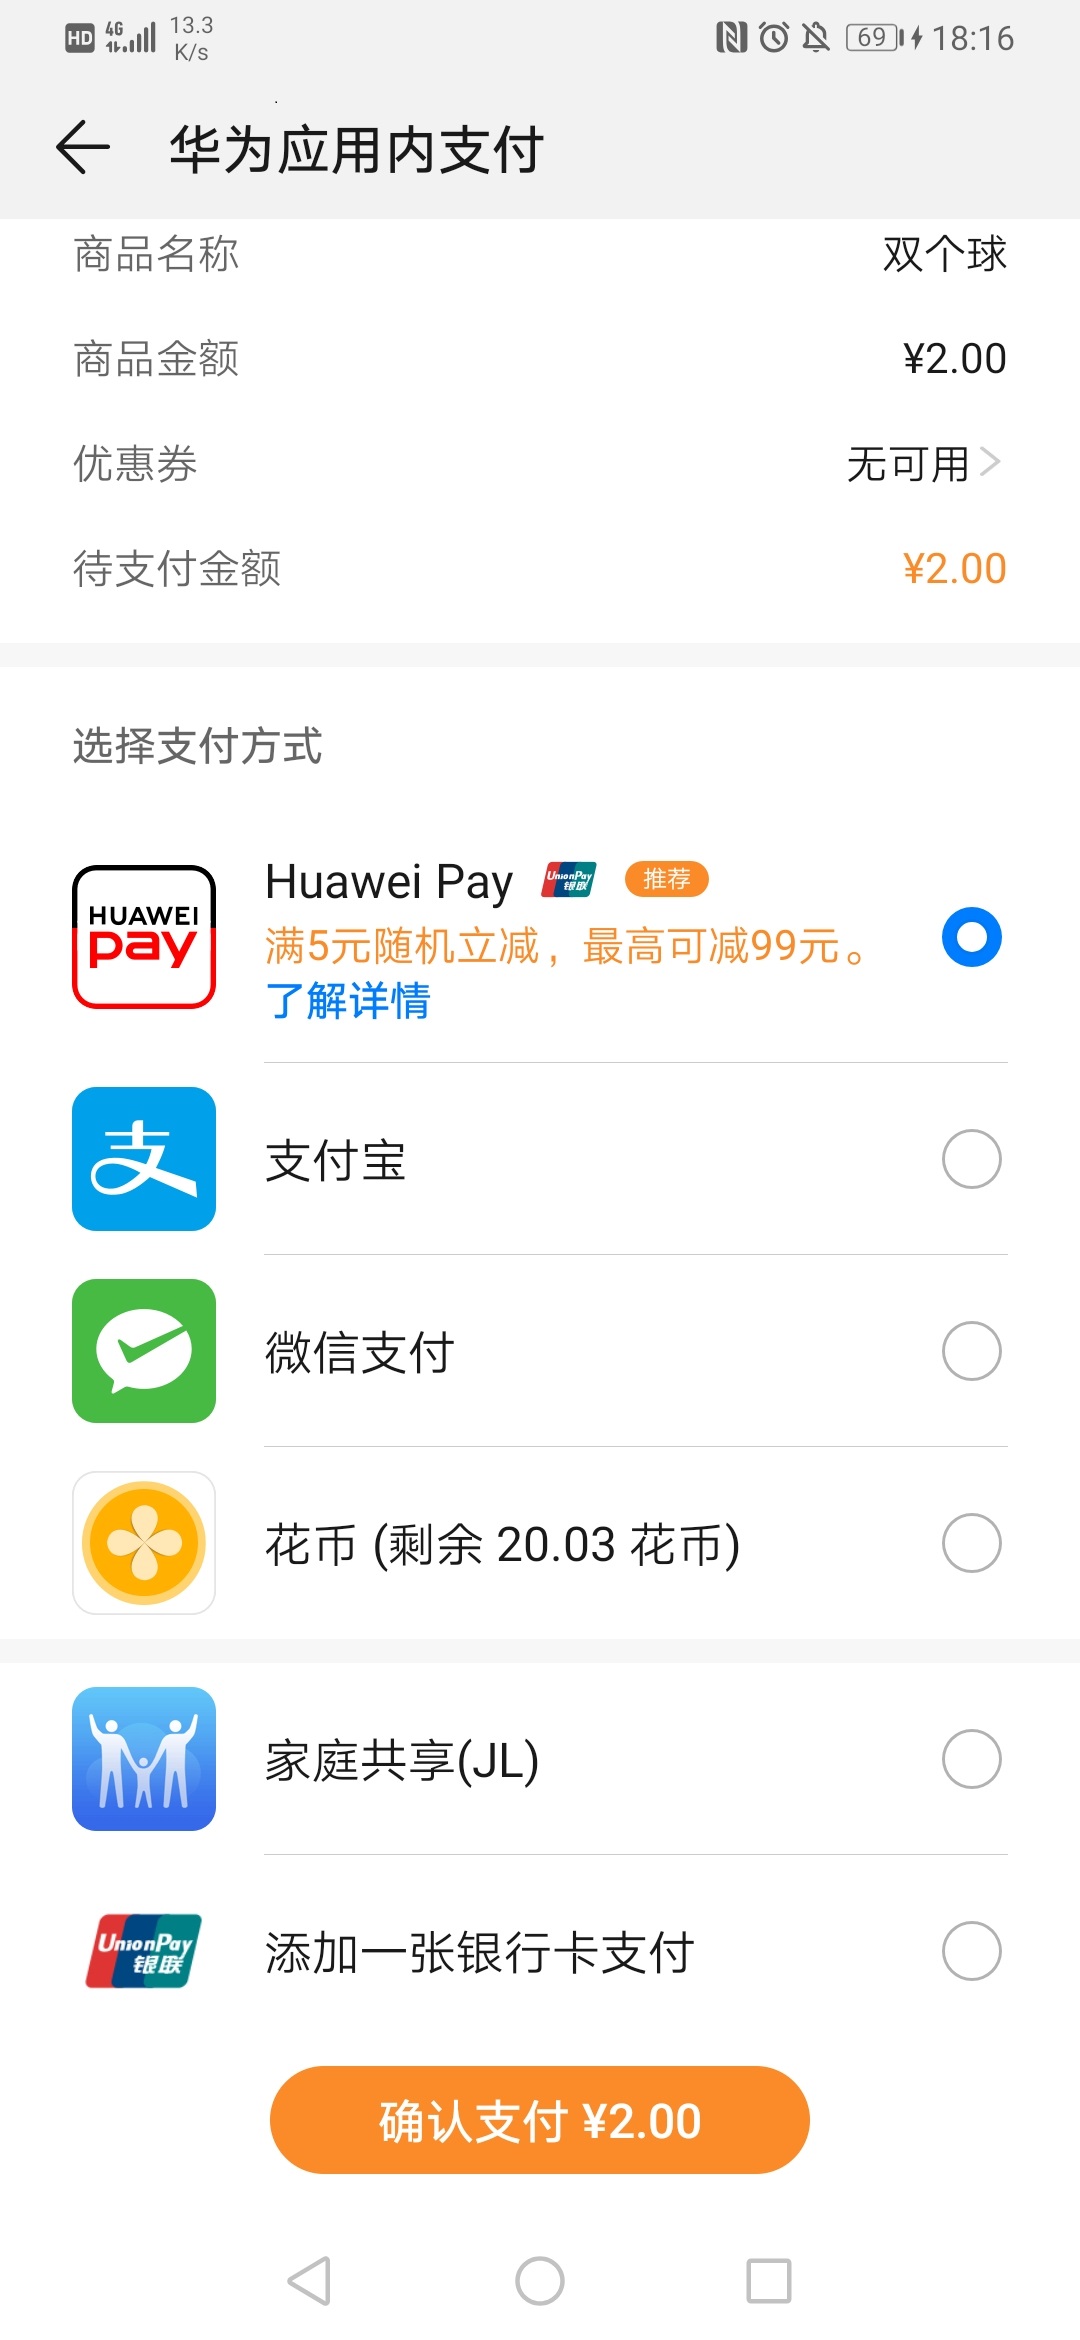 HD 4G 13.3 K/s 69 18:16
华为应用内支付
商品名称 双个球
商品金额 ¥2.00
优惠券 无可用
待支付金额 ¥2.00
选择支付方式
HUAWEI
pay
Huawei Pay UnionPay 银联 推荐
满5元随机立减，最高可减99元。
了解详情
支 支付宝
微信支付
花币 (剩余 20.03 花币)
家庭共享(JL)
UnionPay
银联
添加一张银行卡支付
确认支付 ¥2.00